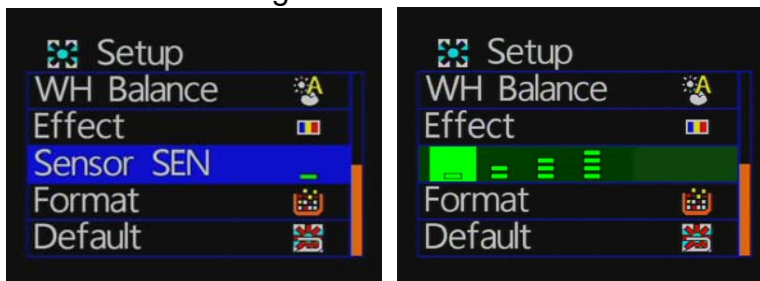 Setup
WH Balance
A
Effect
Sensor SEN
Format
Default
Setup
WH Balance
A
Effect
Format
Default